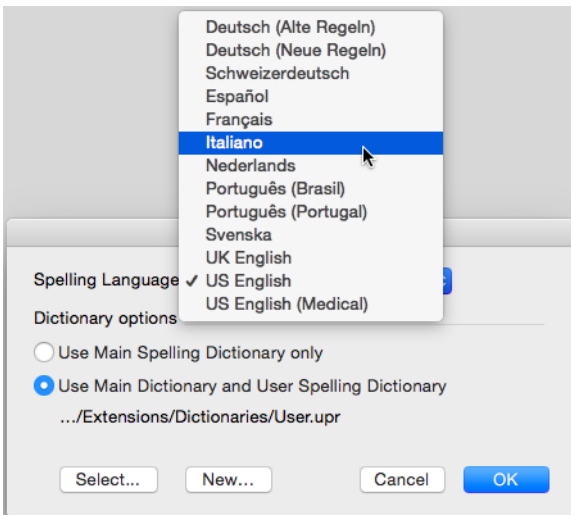 Deutsch (Alte Regeln)
Deutsch (Neue Regeln)
Schweizerdeutsch
Español
Français
Italiano
Nederlands
Português (Brasil)
Português (Portugal)
Svenska
UK English
Spelling Language ✓ US English
US English (Medical)
Dictionary options
Use Main Spelling Dictionary only
Use Main Dictionary and User Spelling Dictionary
.../Extensions/Dictionaries/User.upr
Select... New... Cancel OK